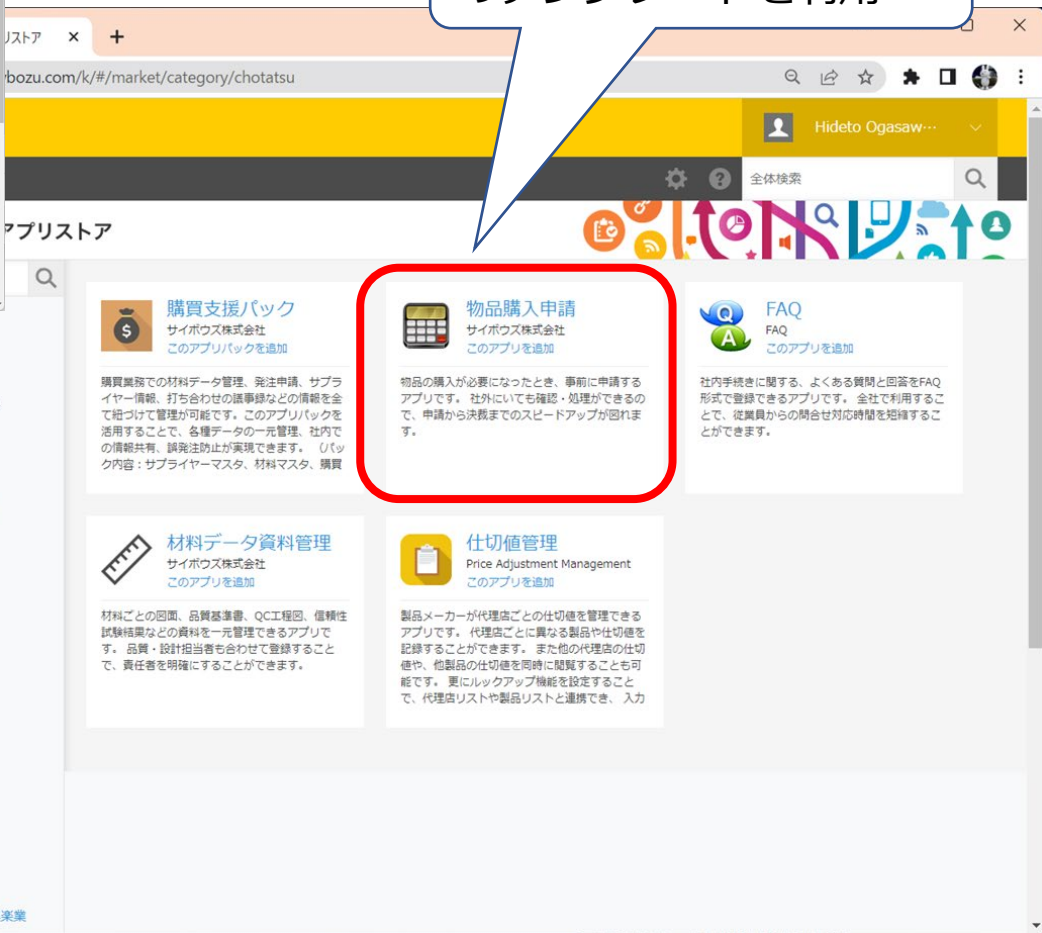 リストア
bozu.com/k/#/market/category/chotatsu
Hideto Ogasaw…
全体検索
アプリストア
購買支援パック
サイボウズ株式会社
このアプリパックを追加
購買業務での材料データ管理、発注申請、サプラ
イヤー情報、打ち合わせの議事録などの情報を全
て紐づけて管理が可能です。このアプリパックを
活用することで、各種データの一元管理、社内で
の情報共有、誤発注防止が実現できます。 (パッ
ク内容:サプライヤーマスタ、材料マスタ、購買
物品購入申請
サイボウズ株式会社
このアプリを追加
物品の購入が必要になったとき、事前に申請する
アプリです。 社外にいても確認・処理ができるの
で、申請から決裁までのスピードアップが図れま
す。
FAQ
FAQ
このアプリを追加
社内手続きに関する、よくある質問と回答をFAQ
形式で登録できるアプリです。 全社で利用するこ
とで、従業員からの問合せ対応時間を短縮するこ
とができます。
材料データ資料管理
サイボウズ株式会社
このアプリを追加
材料ごとの図面、品質基準書、QC工程図、信頼性
試験結果などの資料を一元管理できるアプリで
す。 品質・設計担当者も合わせて登録すること
で、責任者を明確にすることができます。
仕切値管理
Price Adjustment Management
このアプリを追加
製品メーカーが代理店ごとの仕切値を管理できる
アプリです。 代理店ごとに異なる製品や仕切値を
記録することができます。 また他の代理店の仕切
値や、他製品の仕切値を同時に閲覧することも可
能です。 更にルックアップ機能を設定すること
で、代理店リストや製品リストと連携でき、 入力
楽業